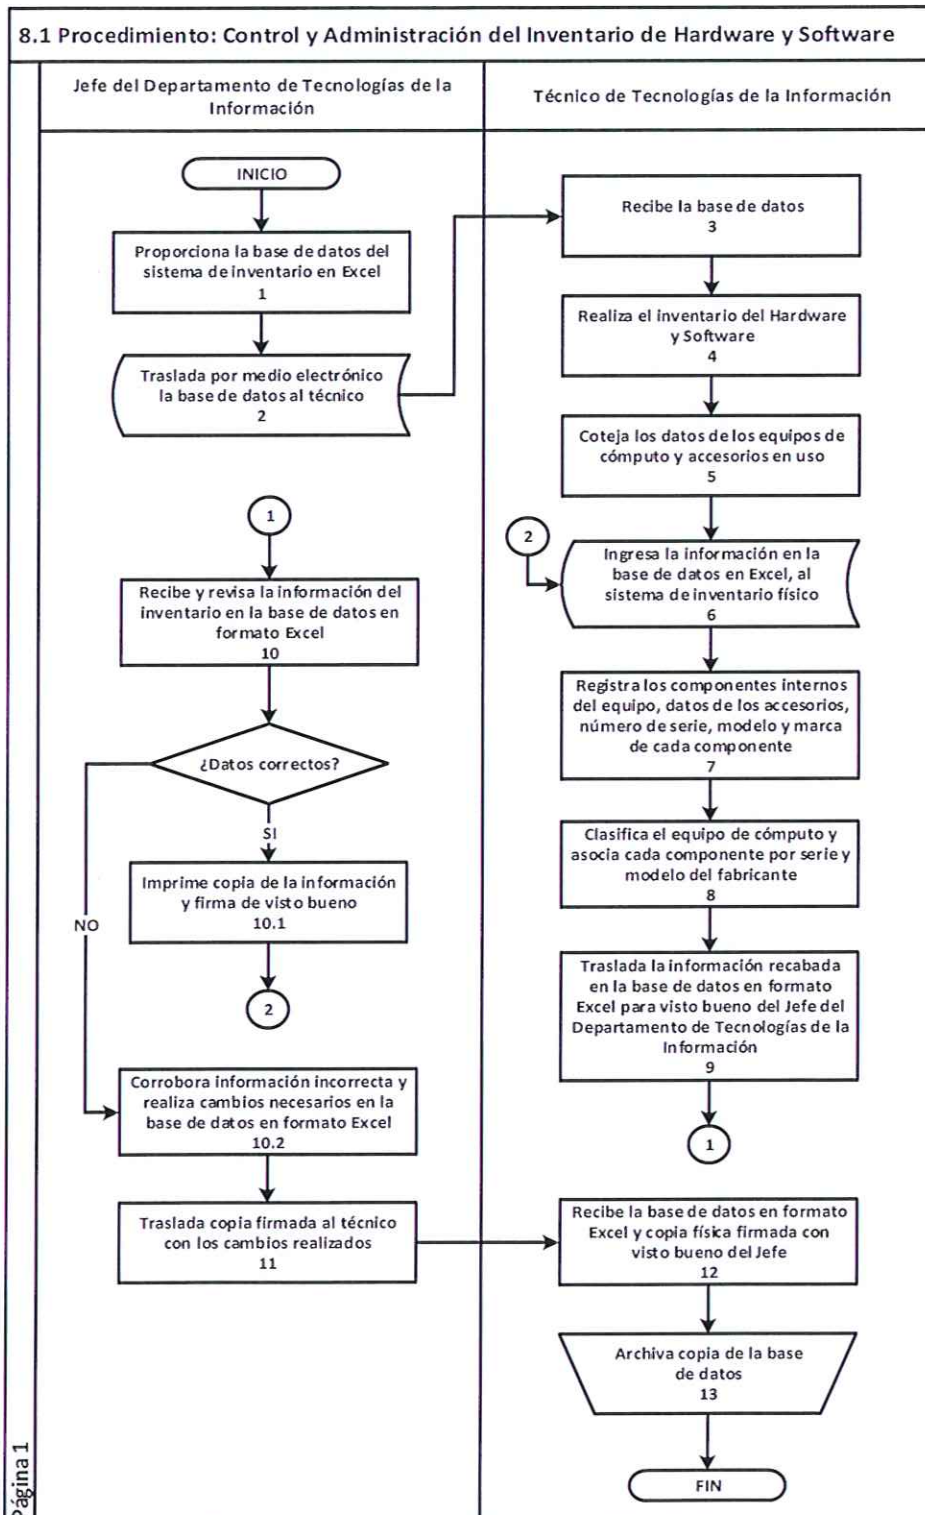 8.1 Procedimiento: Control y Administración del Inventario de Hardware y Software
Jefe del Departamento de Tecnologías de la
Información
INICIO
Proporciona la base de datos del
sistema de inventario en Excel
1
Traslada por medio electrónico
la base de datos al técnico
2
1
Recibe y revisa la información del
inventario en la base de datos en
formato Excel
10
¿Datos correctos?
SI
NO
Imprime copia de la información
y firma de visto bueno
10.1
2
Corrobora información incorrecta y
realiza cambios necesarios en la
base de datos en formato Excel
10.2
Traslada copia firmada al técnico
con los cambios realizados
11
Técnico de Tecnologías de la Información
Recibe la base de datos
3
Realiza el inventario del Hardware
y Software
4
Coteja los datos de los equipos de
cómputo y accesorios en uso
5
2
Ingresa la información en la
base de datos en Excel, al
sistema de inventario físico
6
Registra los componentes internos
del equipo, datos de los accesorios,
número de serie, modelo y marca
de cada componente
7
Clasifica el equipo de cómputo y
asocia cada componente por serie y
modelo del fabricante
8
Traslada la información recabada
en la base de datos en formato
Excel para visto bueno del Jefe del
Departamento de Tecnologías de la
Información
9
1
Recibe la base de datos en formato
Excel y copia física firmada con
visto bueno del Jefe
12
Archiva copia de la base
de datos
13
FIN
Página 1